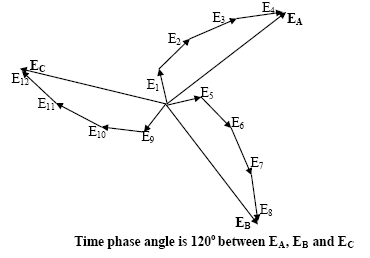 E4
E3
EA
E2
EC
E12
E1
E5
E11
E6
E10
E9
E7
E8
EB
Time phase angle is 120⁰ between EA, EB and EC